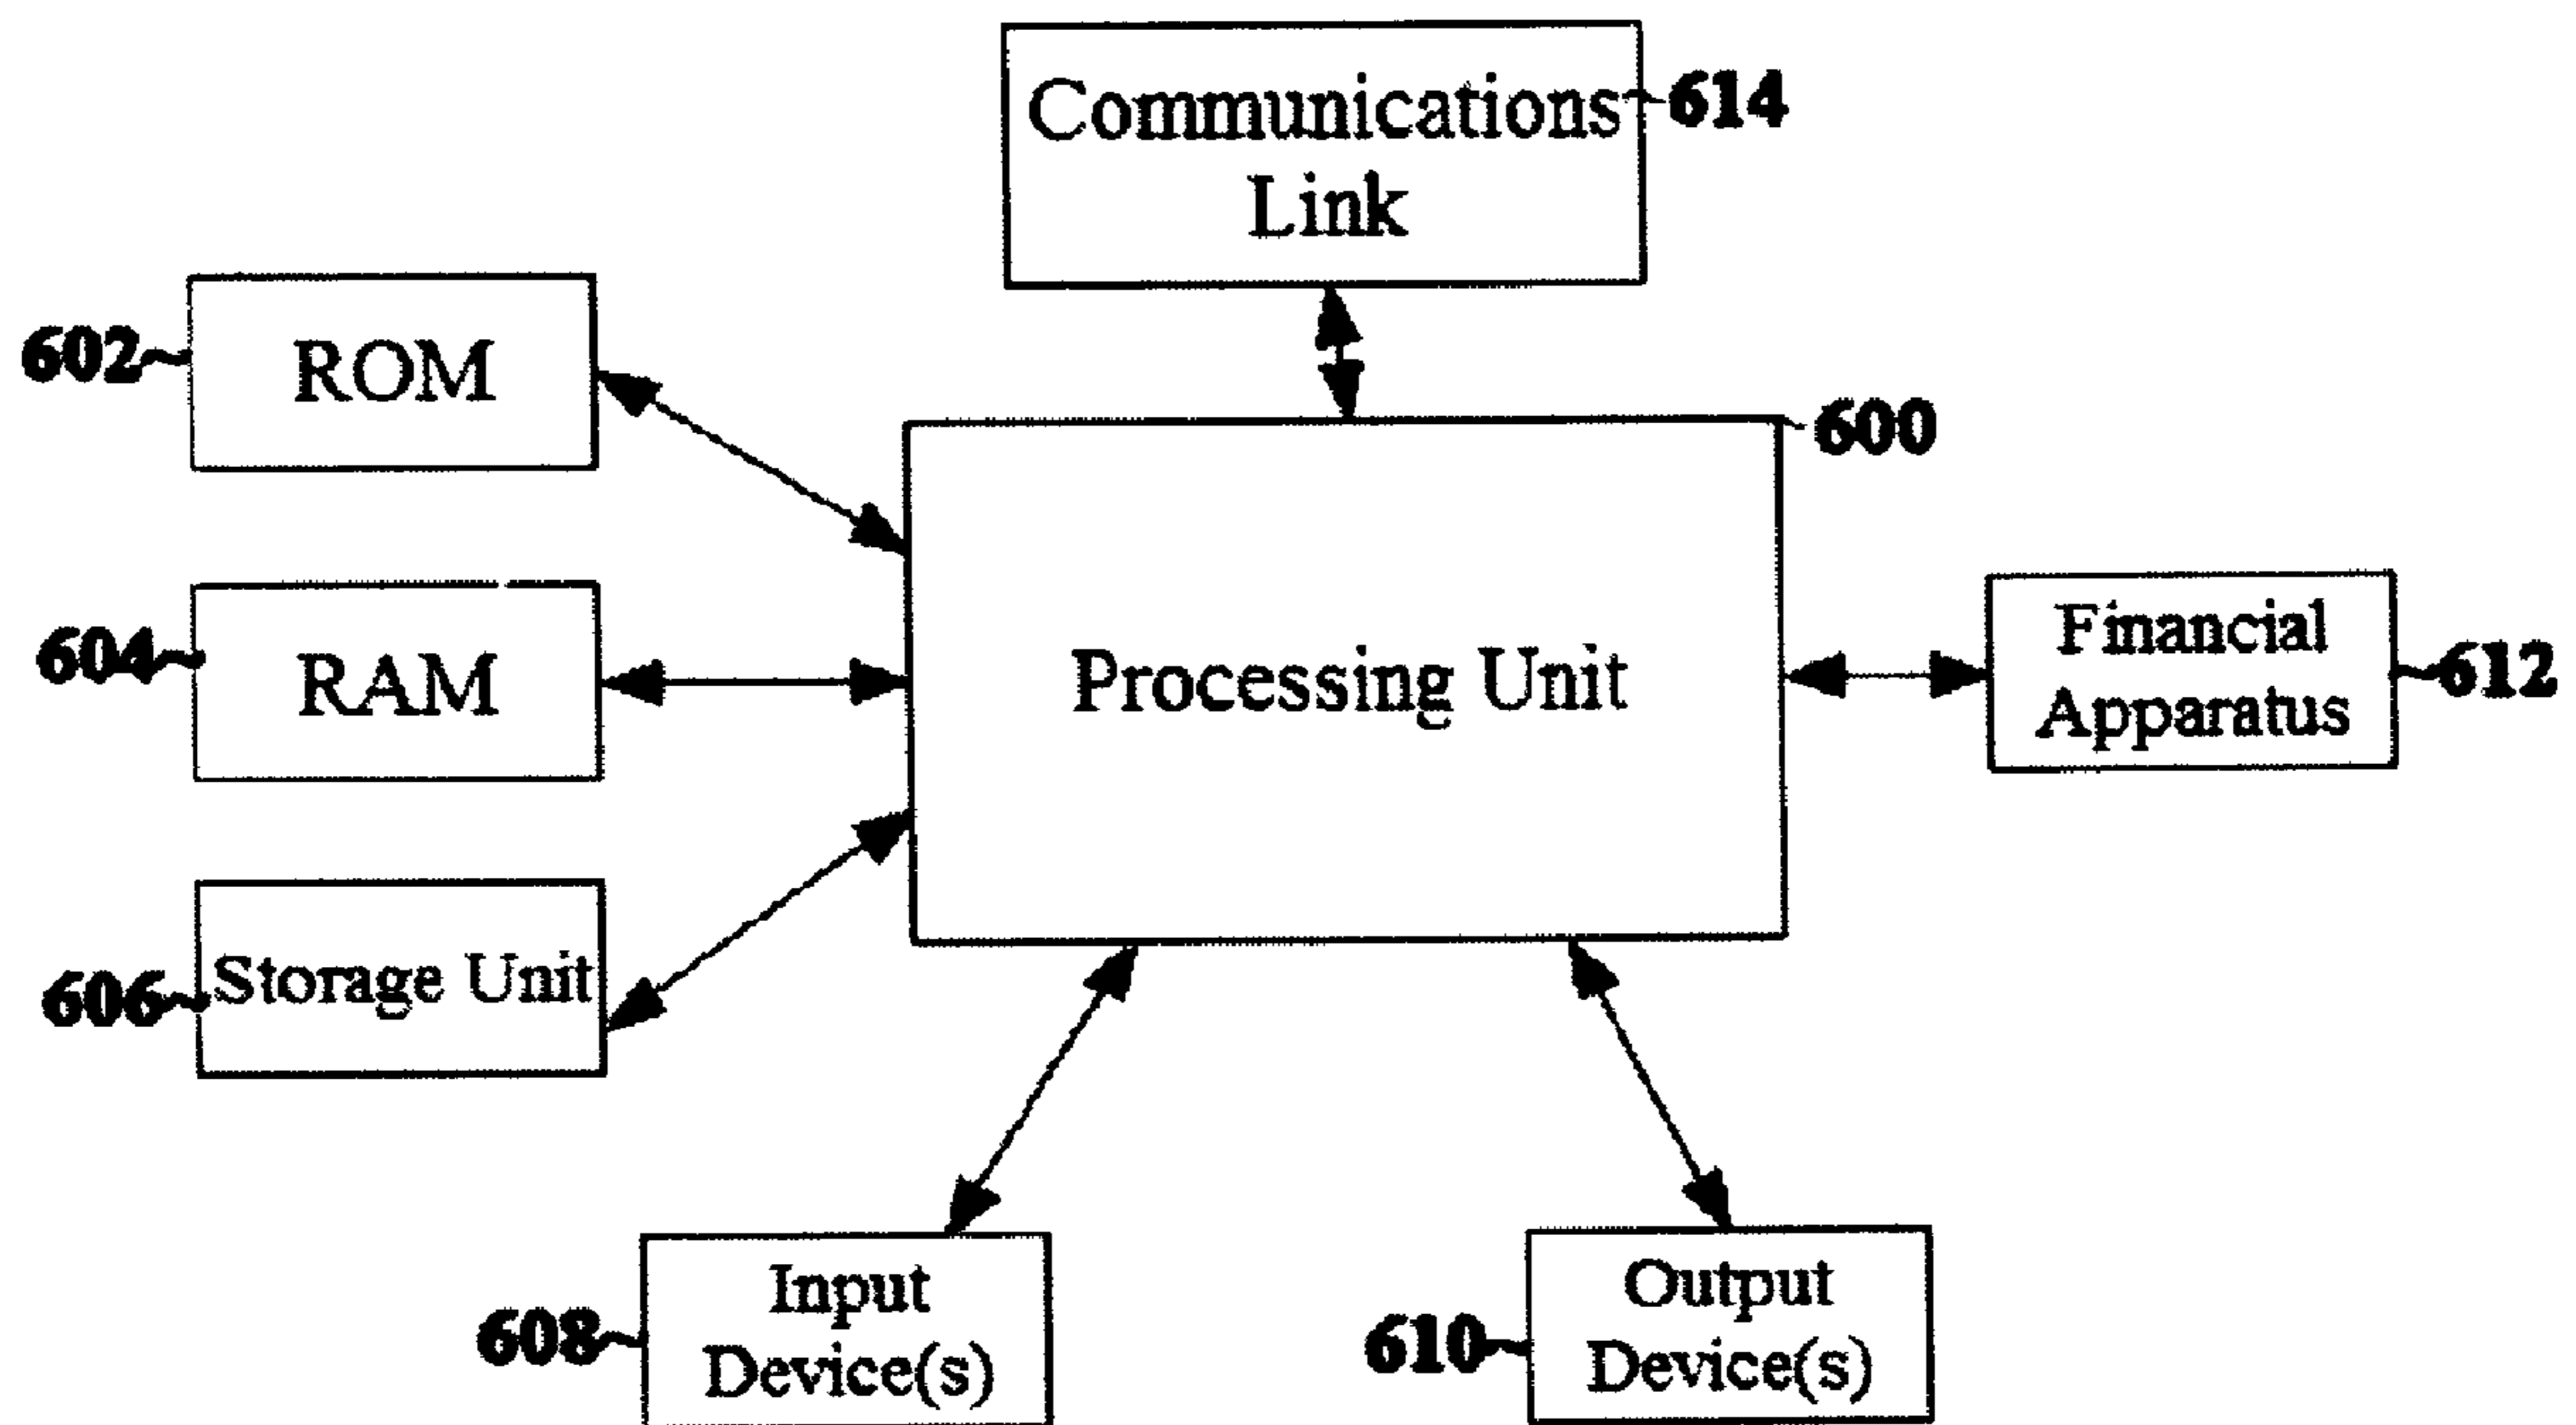 Communications
Link
614
602
ROM
600
604
RAM
Processing Unit
Financial
Apparatus
612
606
Storage Unit
608
Input
Device(s)
610
Output
Device(s)